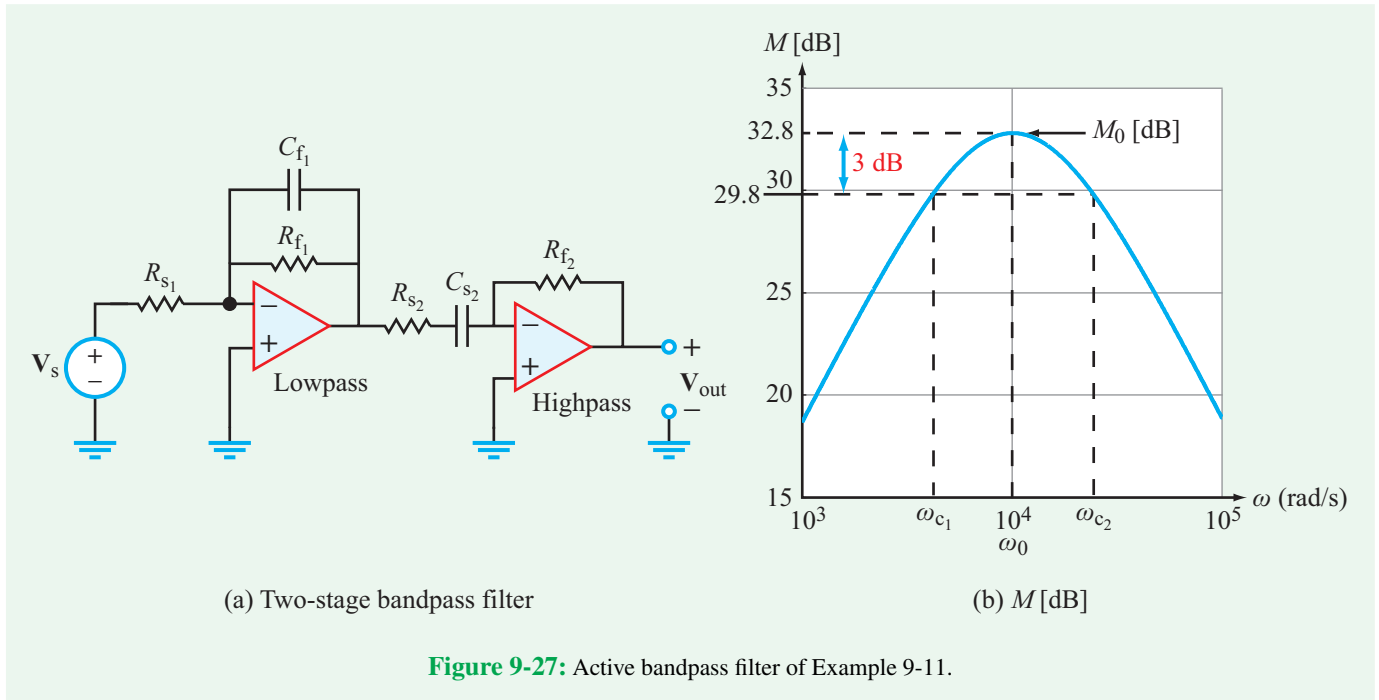 C_f1
R_f1
R_s1
R_s2
C_s2
R_f2
−
+
Lowpass
−
+
Highpass
V_s
+
−
+
V_out
−
(a) Two-stage bandpass filter
M [dB]
35
32.8
M_0 [dB]
3 dB
30
29.8
25
20
15
10^3
ω_c1
10^4
ω_0
ω_c2
10^5
ω (rad/s)
(b) M [dB]
Figure 9-27: Active bandpass filter of Example 9-11.